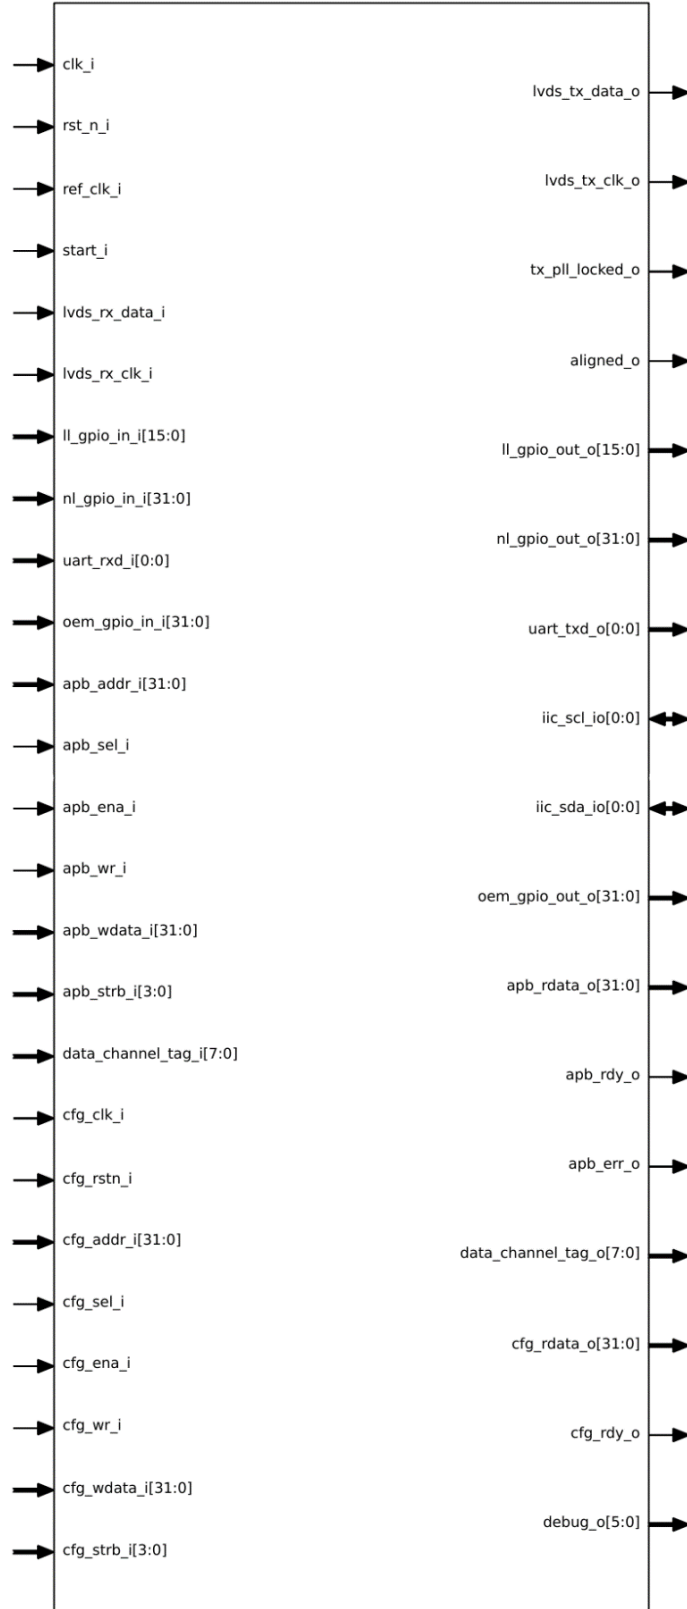 clk_i
rst_n_i
ref_clk_i
start_i
lvds_rx_data_i
lvds_rx_clk_i
ll_gpio_in_i[15:0]
nl_gpio_in_i[31:0]
uart_rxd_i[0:0]
oem_gpio_in_i[31:0]
apb_addr_i[31:0]
apb_sel_i
apb_ena_i
apb_wr_i
apb_wdata_i[31:0]
apb_strb_i[3:0]
data_channel_tag_i[7:0]
cfg_clk_i
cfg_rstn_i
cfg_addr_i[31:0]
cfg_sel_i
cfg_ena_i
cfg_wr_i
cfg_wdata_i[31:0]
cfg_strb_i[3:0]
lvds_tx_data_o
lvds_tx_clk_o
tx_pll_locked_o
aligned_o
ll_gpio_out_o[15:0]
nl_gpio_out_o[31:0]
uart_txd_o[0:0]
iic_scl_io[0:0]
iic_sda_io[0:0]
oem_gpio_out_o[31:0]
apb_rdata_o[31:0]
apb_rdy_o
apb_err_o
data_channel_tag_o[7:0]
cfg_rdata_o[31:0]
cfg_rdy_o
debug_o[5:0]